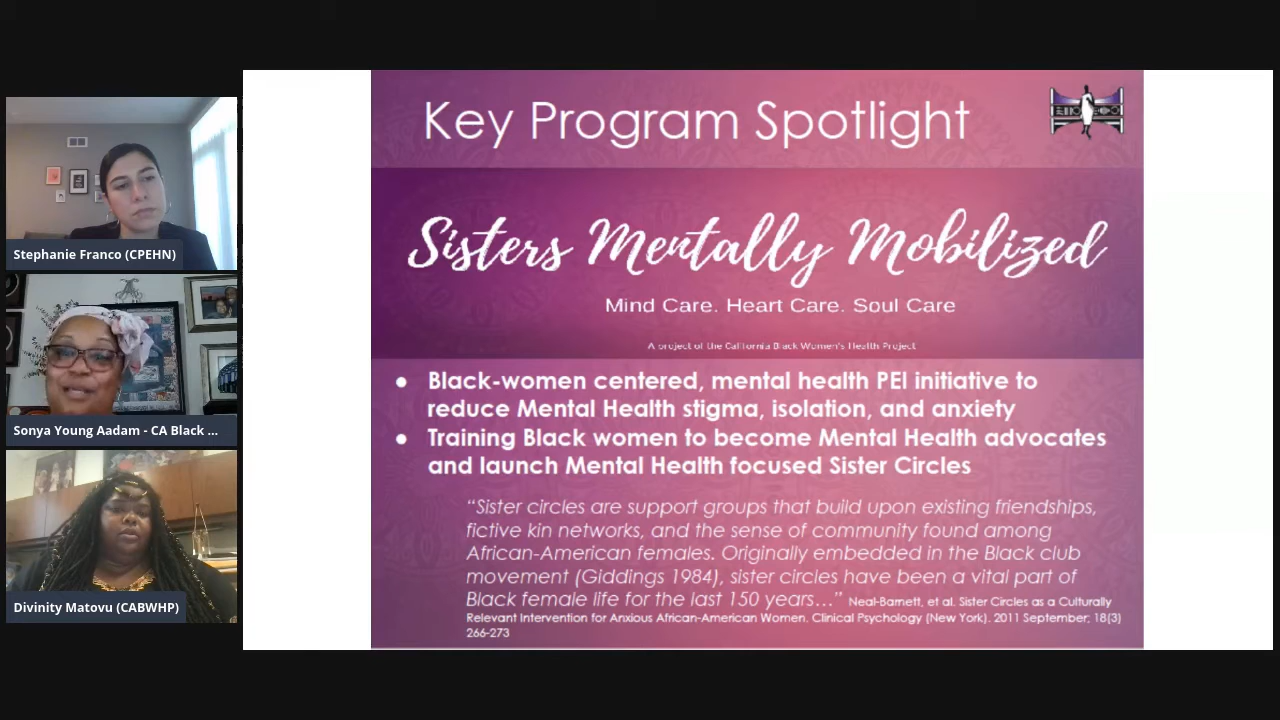 Stephanie Franco (CPEHN)
Sonya Young Aadam - CA Black ...
Divinity Matovu (CABWHP)
Key Program Spotlight
Sisters Mentally Mobilized
Mind Care. Heart Care. Soul Care
A project of the California Black Women's Health Project
● Black-women centered, mental health PEI initiative to
reduce Mental Health stigma, isolation, and anxiety
● Training Black women to become Mental Health advocates
and launch Mental Health focused Sister Circles
“Sister circles are support groups that build upon existing friendships,
fictive kin networks, and the sense of community found among
African-American females. Originally embedded in the Black club
movement (Giddings 1984), sister circles have been a vital part of
Black female life for the last 150 years…” Neal-Barnett, et al. Sister Circles as a Culturally
Relevant Intervention for Anxious African-American Women. Clinical Psychology (New York). 2011 September; 18(3)
266-273